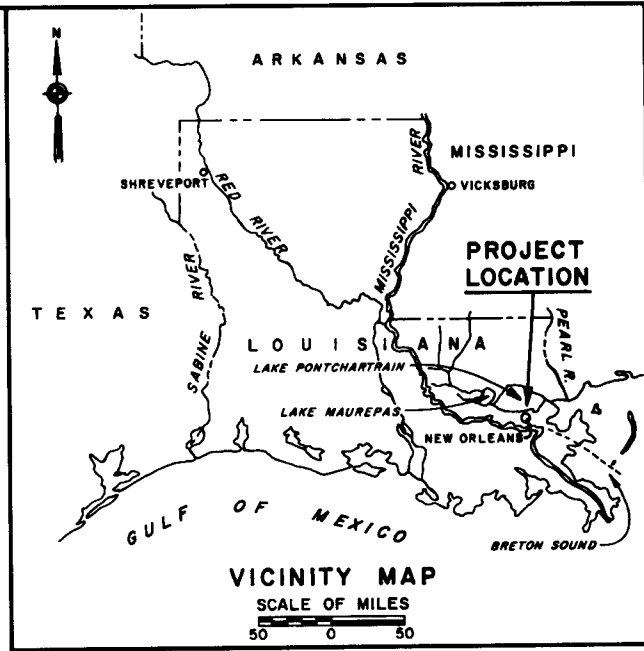 N
ARKANSAS
RIVER
MISSISSIPPI
SHREVEPORT
VICKSBURG
RED RIVER
MISSISSIPPI
PROJECT
LOCATION
TEXAS
SABINE RIVER
PEARL R.
LOUISIANA
LAKE PONTCHARTRAIN
LAKE MAUREPAS
NEW ORLEANS
GULF OF MEXICO
BRETON SOUND
VICINITY MAP
SCALE OF MILES
50 0 50